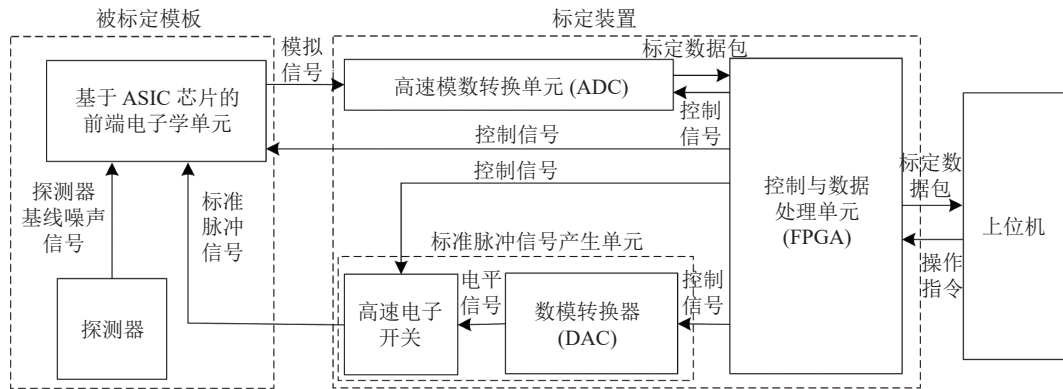 被标定模板
标定装置
模拟
信号
标定数据包
基于 ASIC 芯片的
前端电子学单元
高速模数转换单元 (ADC)
控制
信号
控制信号
控制信号
探测器
基线噪声
信号
标准
脉冲
信号
控制与数据
处理单元
(FPGA)
标定数
据包
上位机
操作
指令
标准脉冲信号产生单元
电平
信号
控制
信号
高速电子
开关
数模转换器
(DAC)
探测器